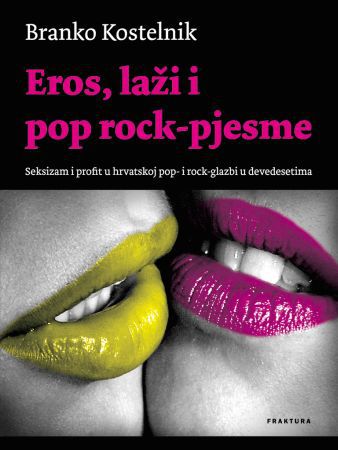 Branko Kostelnik
Eros, laži i
pop rock-pjesme
Seksizam i profit u hrvatskoj pop- i rock-glazbi u devedesetima
FRAKTURA